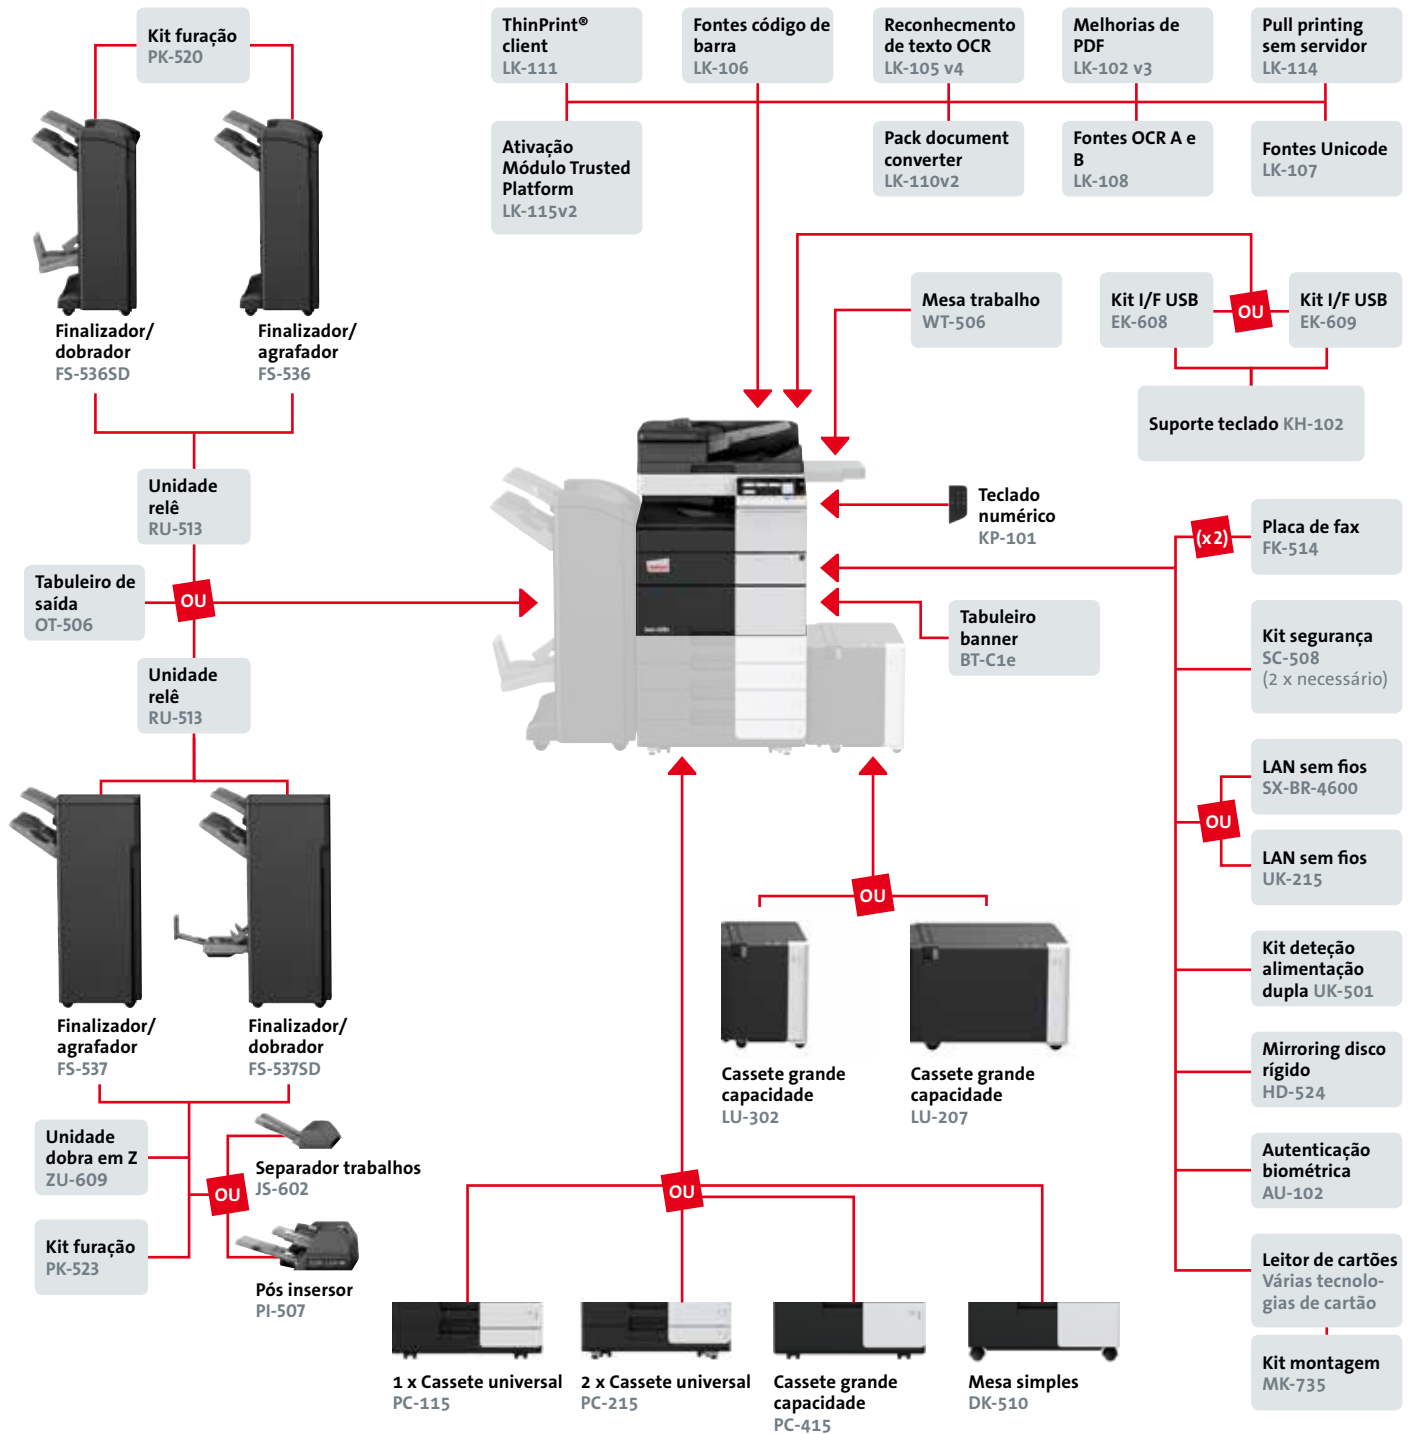 Kit furação
PK-520
ThinPrint®
client
LK-111
Fontes código de
barra
LK-106
Reconhecmento
de texto OCR
LK-105 v4
Melhorias de
PDF
LK-102 v3
Pull printing
sem servidor
LK-114
Ativação
Módulo Trusted
Platform
LK-115v2
Pack document
converter
LK-110v2
Fontes OCR A e
B
LK-108
Fontes Unicode
LK-107
Finalizador/
dobrador
FS-536SD
Finalizador/
agrafador
FS-536
Mesa trabalho
WT-506
Kit I/F USB
EK-608
OU
Kit I/F USB
EK-609
Suporte teclado KH-102
Unidade
relê
RU-513
Teclado
numérico
KP-101
(x2)
Placa de fax
FK-514
Tabuleiro de
saída
OT-506
OU
Tabuleiro
banner
BT-C1e
Kit segurança
SC-508
(2 x necessário)
Unidade
relê
RU-513
LAN sem fios
SX-BR-4600
OU
LAN sem fios
UK-215
OU
Kit deteção
alimentação
dupla UK-501
Finalizador/
agrafador
FS-537
Finalizador/
dobrador
FS-537SD
Cassete grande
capacidade
LU-302
Cassete grande
capacidade
LU-207
Mirroring disco
rígido
HD-524
Unidade
dobra em Z
ZU-609
Separador trabalhos
JS-602
OU
OU
Autenticação
biométrica
AU-102
Kit furação
PK-523
Pós insersor
PI-507
Leitor de cartões
Várias tecnolo-
gias de cartão
1 x Cassete universal
PC-115
2 x Cassete universal
PC-215
Cassete grande
capacidade
PC-415
Mesa simples
DK-510
Kit montagem
MK-735